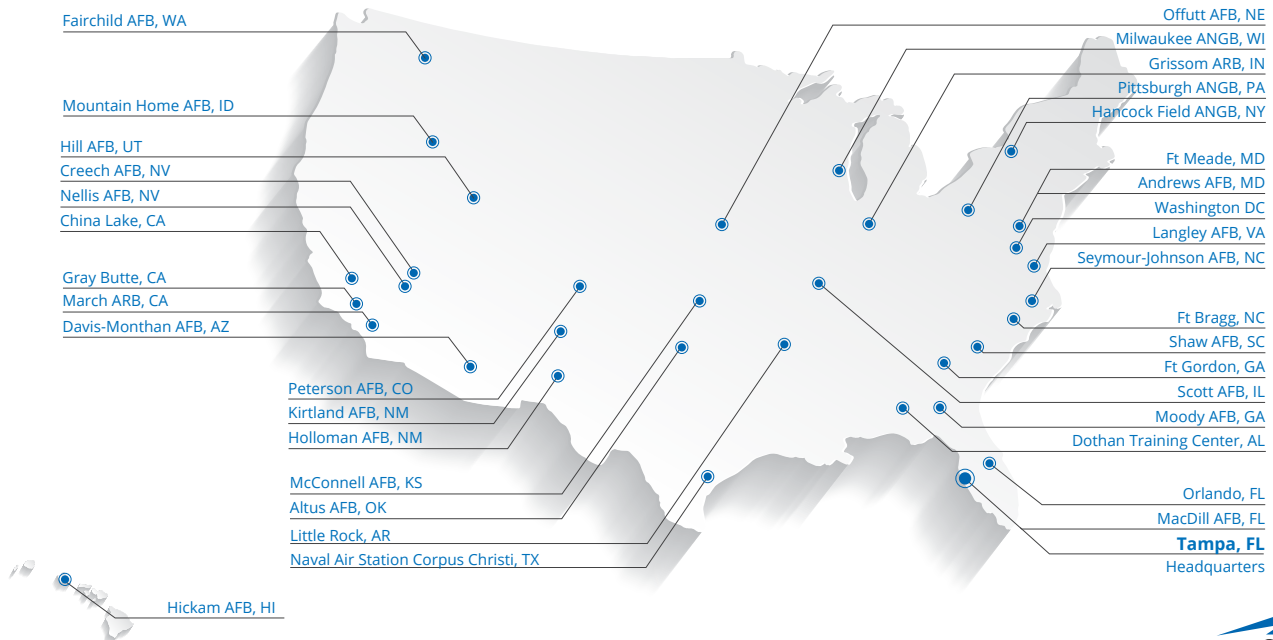 Fairchild AFB, WA
Mountain Home AFB, ID
Hill AFB, UT
Creech AFB, NV
Nellis AFB, NV
China Lake, CA
Gray Butte, CA
March ARB, CA
Davis-Monthan AFB, AZ
Peterson AFB, CO
Kirtland AFB, NM
Holloman AFB, NM
McConnell AFB, KS
Altus AFB, OK
Little Rock, AR
Naval Air Station Corpus Christi, TX
Hickam AFB, HI
Offutt AFB, NE
Milwaukee ANGB, WI
Grissom ARB, IN
Pittsburgh ANGB, PA
Hancock Field ANGB, NY
Ft Meade, MD
Andrews AFB, MD
Washington DC
Langley AFB, VA
Seymour-Johnson AFB, NC
Ft Bragg, NC
Shaw AFB, SC
Ft Gordon, GA
Scott AFB, IL
Moody AFB, GA
Dothan Training Center, AL
Orlando, FL
MacDill AFB, FL
Tampa, FL
Headquarters